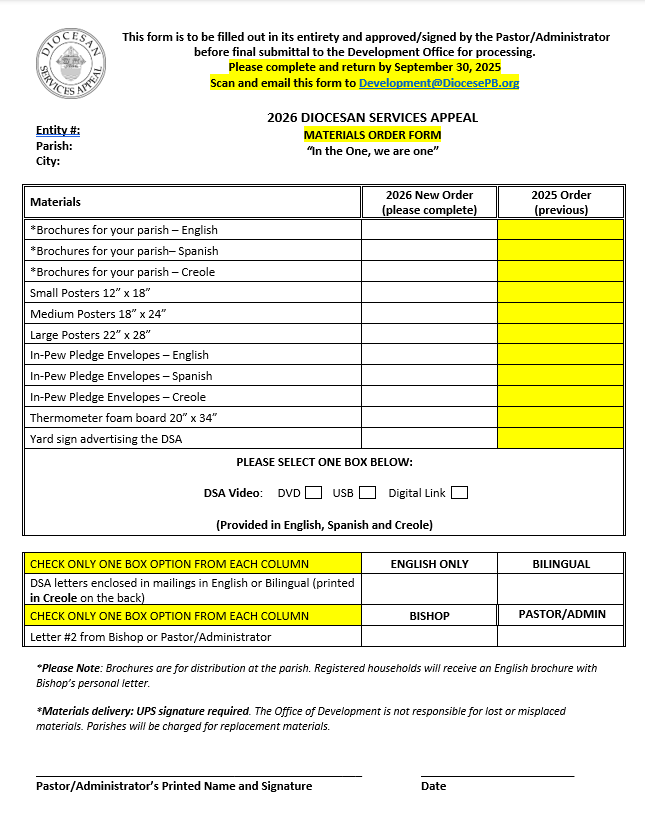 DIOCESAN
SERVICES APPEAL
This form is to be filled out in its entirety and approved/signed by the Pastor/Administrator
before final submittal to the Development Office for processing.
Please complete and return by September 30, 2025
Scan and email this form to Development@DiocesePB.org
2026 DIOCESAN SERVICES APPEAL
Entity #:
MATERIALS ORDER FORM
Parish:
“In the One, we are one”
City:
Materials
2026 New Order
(please complete)
2025 Order
(previous)
*Brochures for your parish – English
*Brochures for your parish– Spanish
*Brochures for your parish – Creole
Small Posters 12” x 18”
Medium Posters 18” x 24”
Large Posters 22” x 28”
In-Pew Pledge Envelopes – English
In-Pew Pledge Envelopes – Spanish
In-Pew Pledge Envelopes – Creole
Thermometer foam board 20” x 34”
Yard sign advertising the DSA
PLEASE SELECT ONE BOX BELOW:
DSA Video: DVD USB Digital Link
(Provided in English, Spanish and Creole)
CHECK ONLY ONE BOX OPTION FROM EACH COLUMN ENGLISH ONLY BILINGUAL
DSA letters enclosed in mailings in English or Bilingual (printed
in Creole on the back)
CHECK ONLY ONE BOX OPTION FROM EACH COLUMN BISHOP PASTOR/ADMIN
Letter #2 from Bishop or Pastor/Administrator
*Please Note: Brochures are for distribution at the parish. Registered households will receive an English brochure with
Bishop’s personal letter.
*Materials delivery: UPS signature required. The Office of Development is not responsible for lost or misplaced
materials. Parishes will be charged for replacement materials.
Pastor/Administrator’s Printed Name and Signature Date